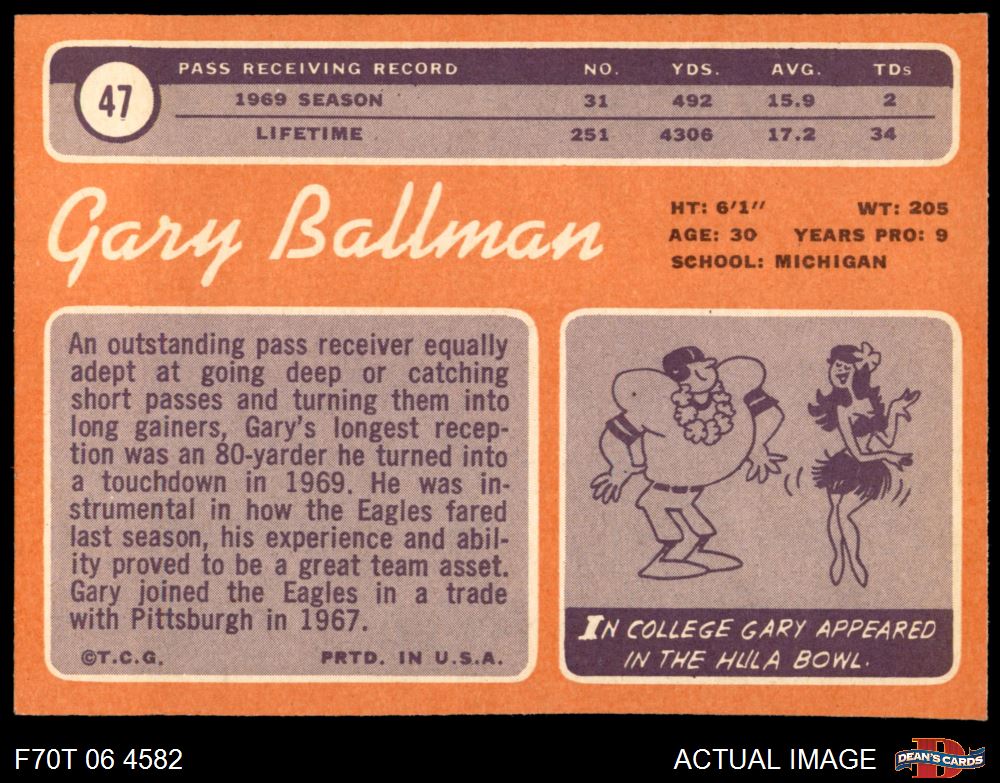 47
PASS RECEIVING RECORD NO. YDS. AVG. TDs
1969 SEASON 31 492 15.9 2
LIFETIME 251 4306 17.2 34
Gary Ballman
HT: 6'1" WT: 205
AGE: 30 YEARS PRO: 9
SCHOOL: MICHIGAN
An outstanding pass receiver equally
adept at going deep or catching
short passes and turning them into
long gainers, Gary's longest recep-
tion was an 80-yarder he turned into
a touchdown in 1969. He was in-
strumental in how the Eagles fared
last season, his experience and abil-
ity proved to be a great team asset.
Gary joined the Eagles in a trade
with Pittsburgh in 1967.
©T.C.G. PRTD. IN U.S.A.
IN COLLEGE GARY APPEARED
IN THE HULA BOWL.
F70T 06 4582
ACTUAL IMAGE
D
DEAN'S CARDS